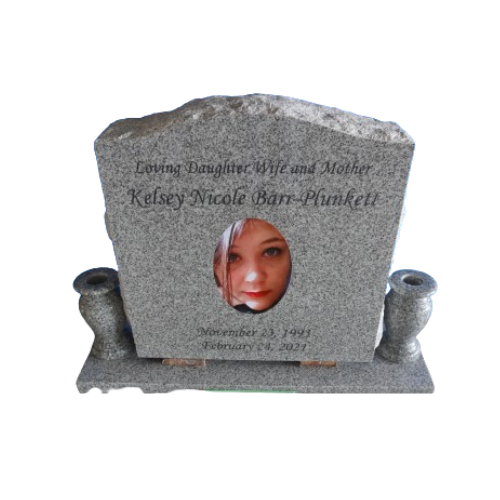 Loving Daughter, Wife and Mother
Kelsey Nicole Barr-Plunkett
November 23, 1993
February 24, 2021